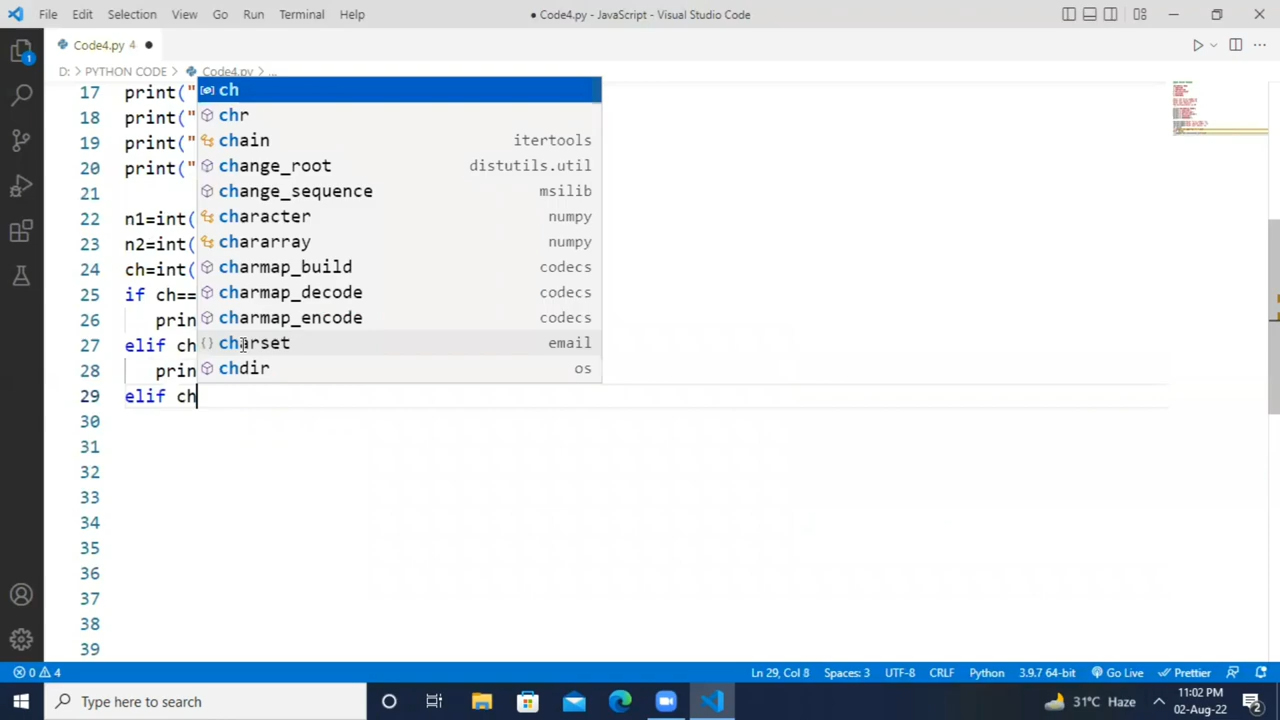 File Edit Selection View Go Run Terminal Help
● Code4.py - JavaScript - Visual Studio Code
Code4.py 4 ●
D: > PYTHON CODE > Code4.py > ...
17 print("
18 print("
19 print("
20 print("
21
22 n1=int(
23 n2=int(
24 ch=int(
25 if ch==
26 prin
27 elif ch
28 prin
29 elif ch
30
31
32
33
34
35
36
37
38
39
ch
chr
chain itertools
change_root distutils.util
change_sequence msilib
character numpy
chararray numpy
charmap_build codecs
charmap_decode codecs
charmap_encode codecs
charset email
chdir os
1
0 4 Ln 29, Col 8 Spaces: 3 UTF-8 CRLF Python 3.9.7 64-bit Go Live Prettier
Type here to search
31°C Haze
11:02 PM
02-Aug-22
2